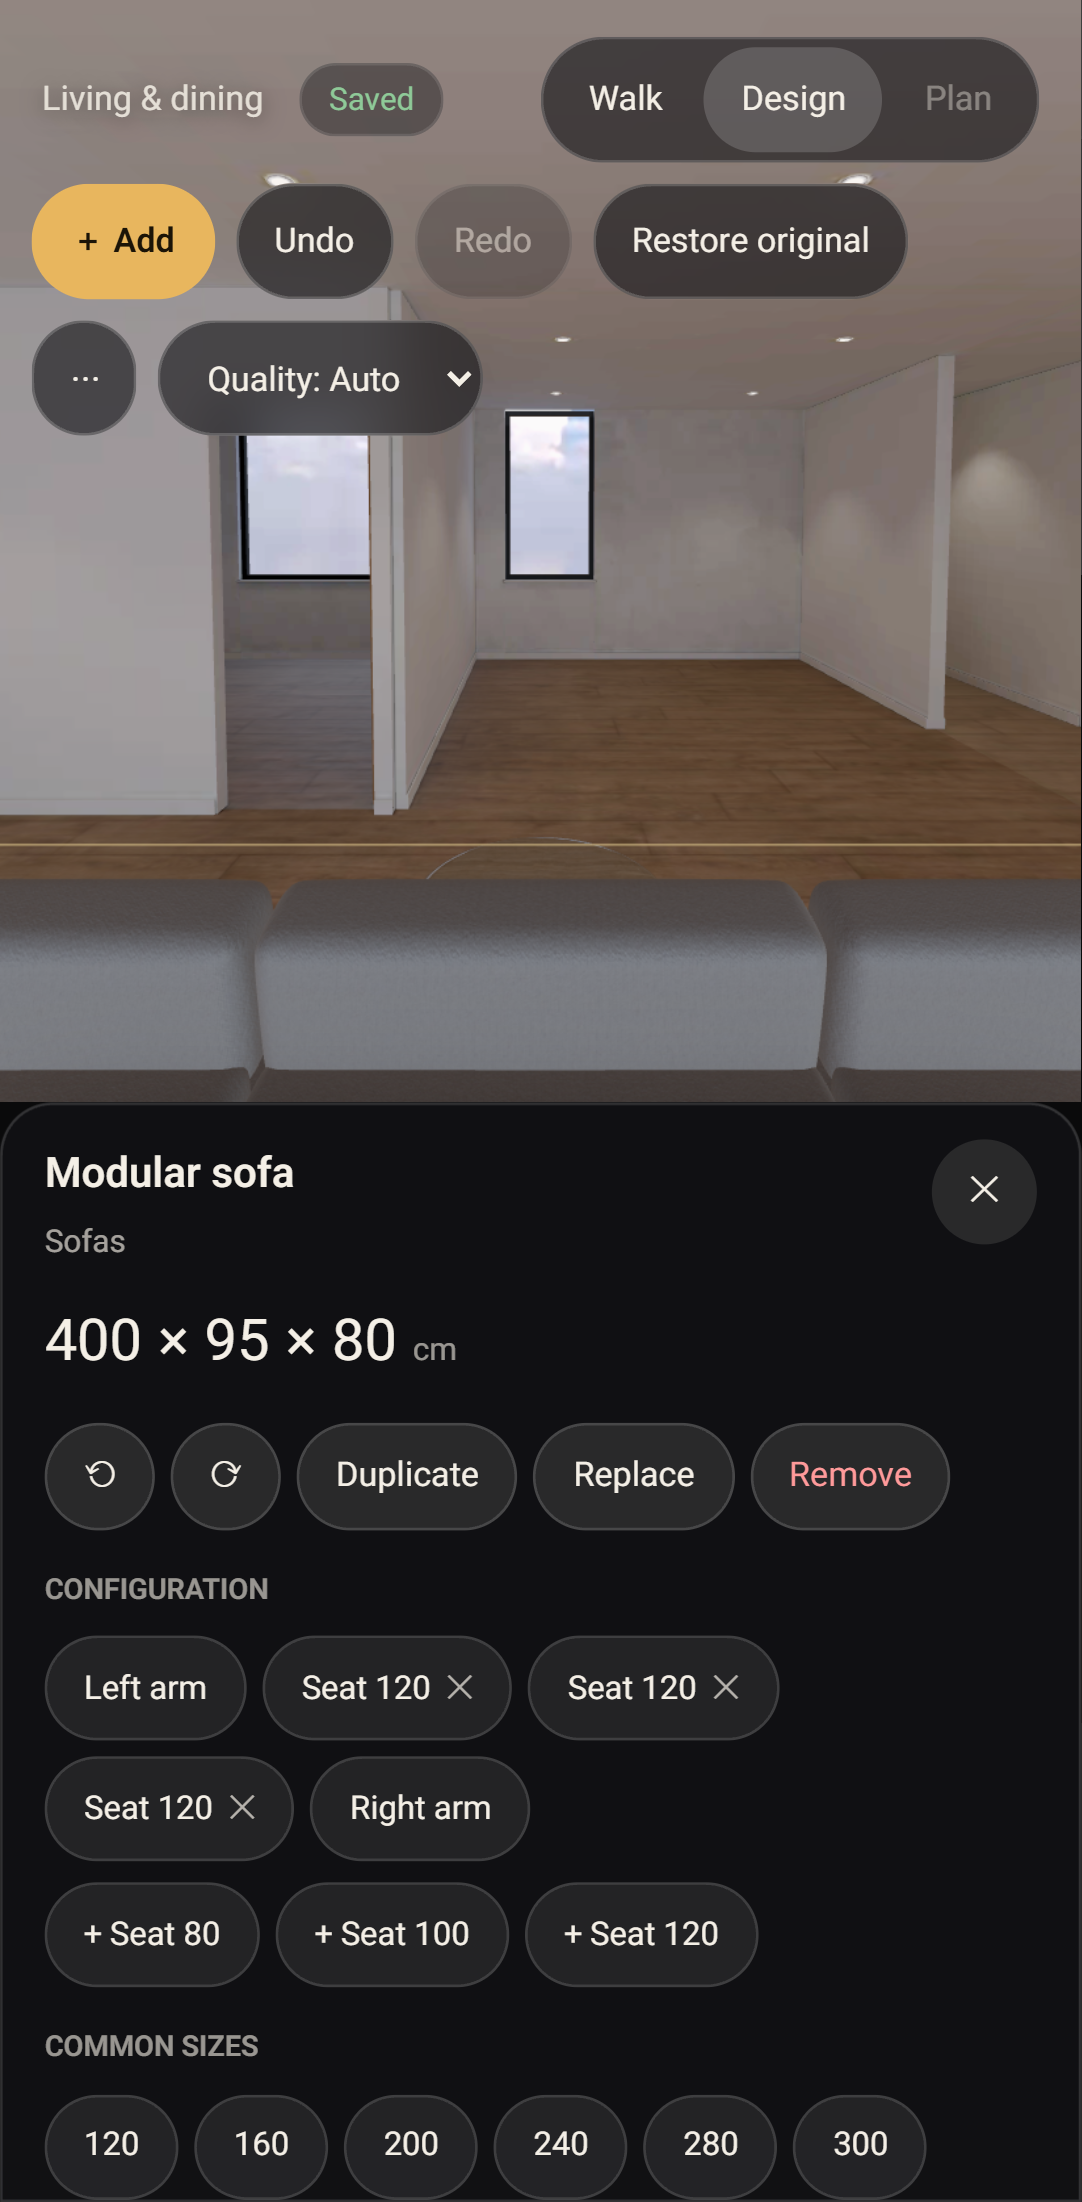 Living & dining Saved Walk Design Plan
+ Add Undo Redo Restore original
... Quality: Auto
Modular sofa
Sofas
400 × 95 × 80 cm
Duplicate Replace Remove
CONFIGURATION
Left arm Seat 120 × Seat 120 ×
Seat 120 × Right arm
+ Seat 80 + Seat 100 + Seat 120
COMMON SIZES
120 160 200 240 280 300